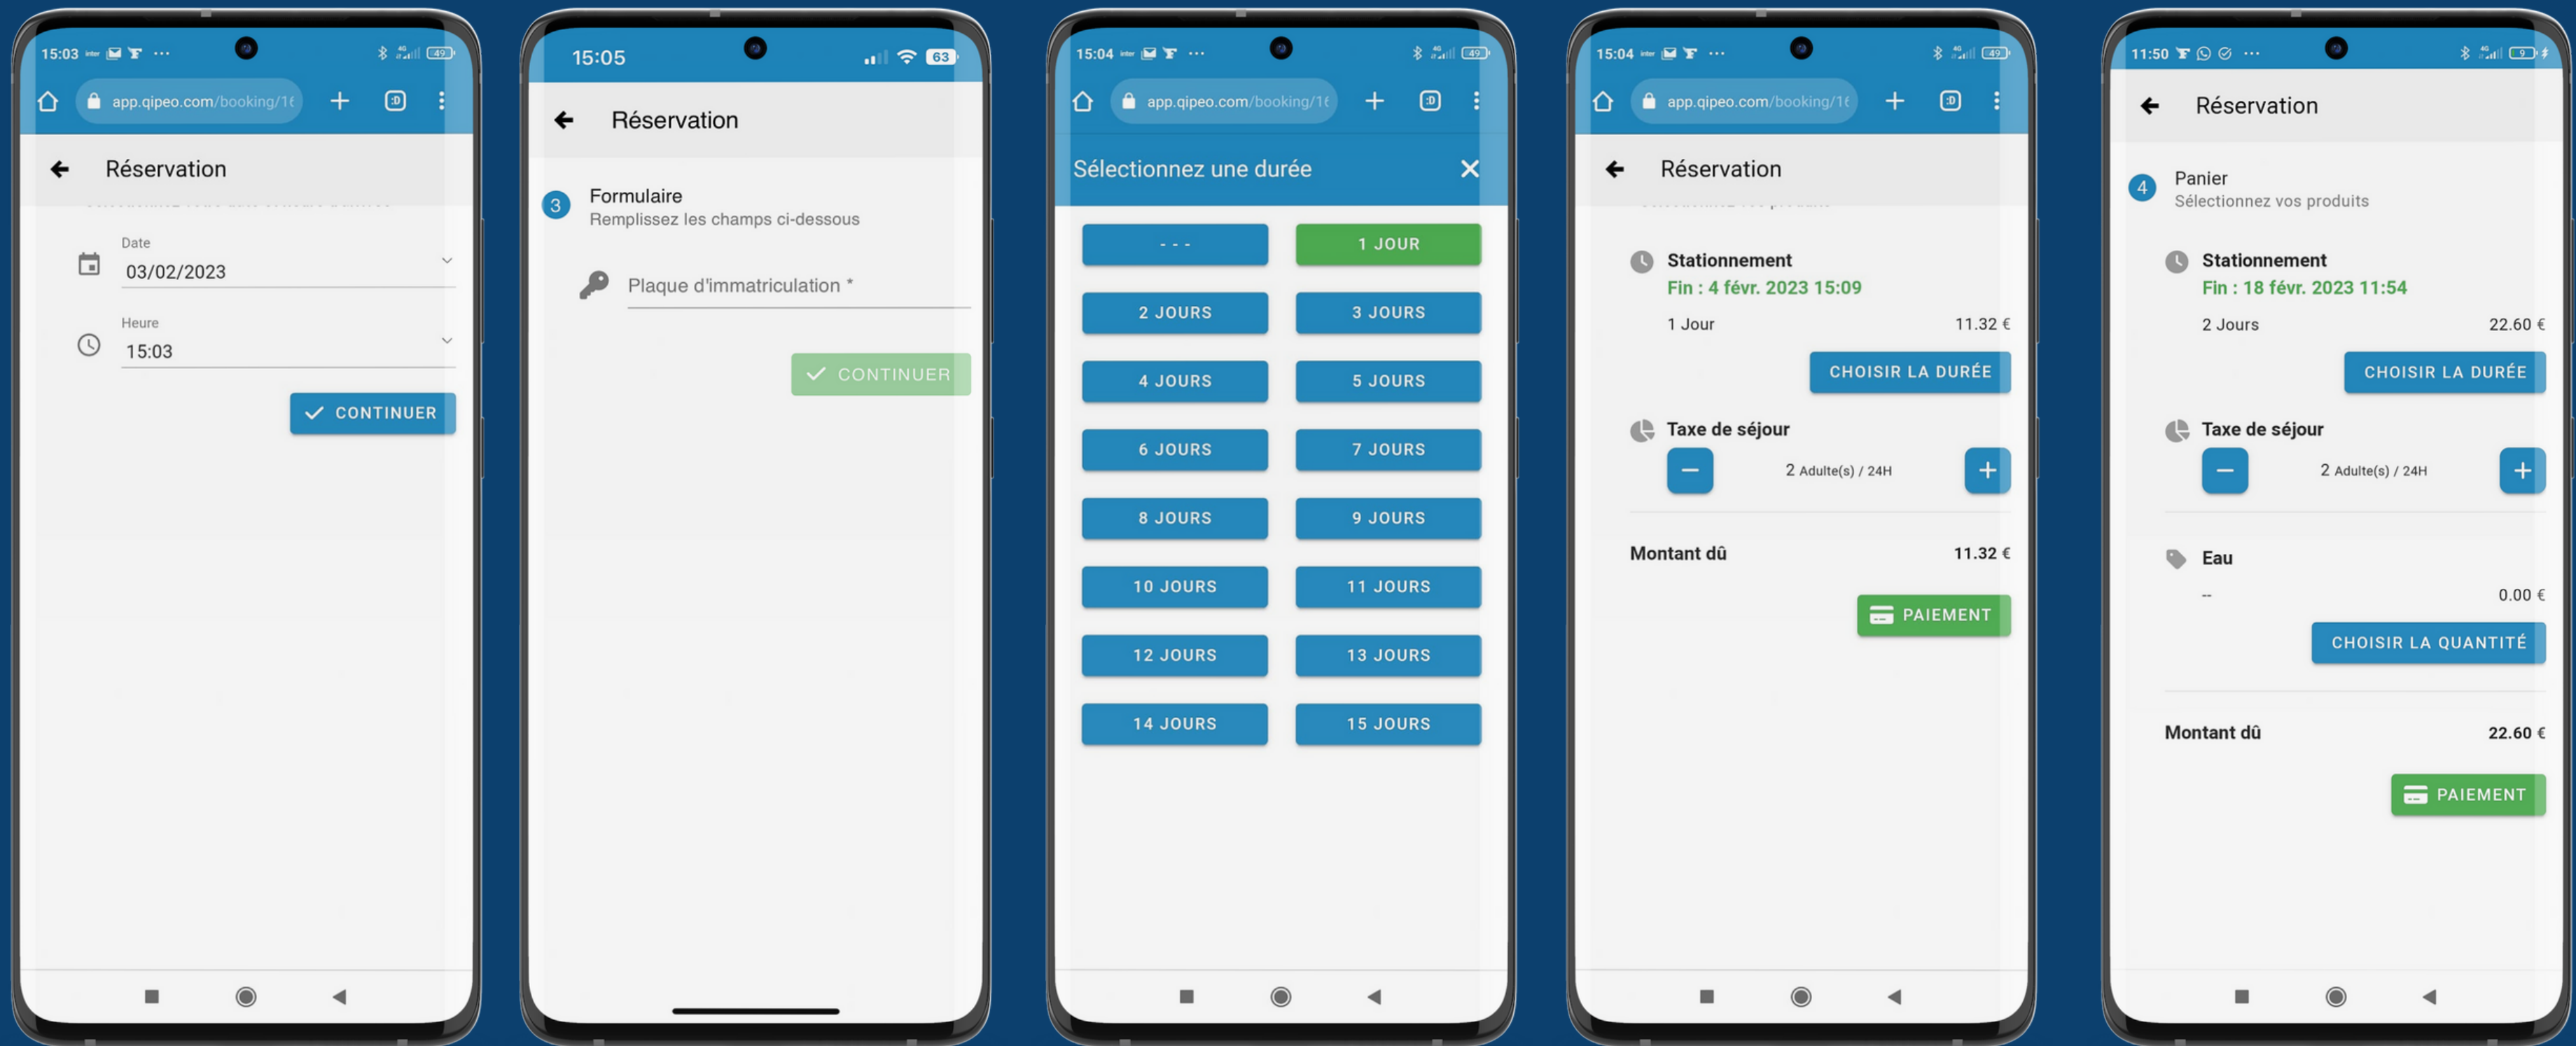 15:03
49
app.qipeo.com/booking/1
Réservation
Date
03/02/2023
Heure
15:03
CONTINUER
15:05
63
Réservation
3
Formulaire
Remplissez les champs ci-dessous
Plaque d'immatriculation *
CONTINUER
15:04
49
app.qipeo.com/booking/1
Sélectionnez une durée
- - -
1 JOUR
2 JOURS
3 JOURS
4 JOURS
5 JOURS
6 JOURS
7 JOURS
8 JOURS
9 JOURS
10 JOURS
11 JOURS
12 JOURS
13 JOURS
14 JOURS
15 JOURS
15:04
49
app.qipeo.com/booking/1
Réservation
Stationnement
Fin : 4 févr. 2023 15:09
1 Jour 11.32 €
CHOISIR LA DURÉE
Taxe de séjour
2 Adulte(s) / 24H
Montant dû 11.32 €
PAIEMENT
11:50
9
Réservation
4
Panier
Sélectionnez vos produits
Stationnement
Fin : 18 févr. 2023 11:54
2 Jours 22.60 €
CHOISIR LA DURÉE
Taxe de séjour
2 Adulte(s) / 24H
Eau
-- 0.00 €
CHOISIR LA QUANTITÉ
Montant dû 22.60 €
PAIEMENT